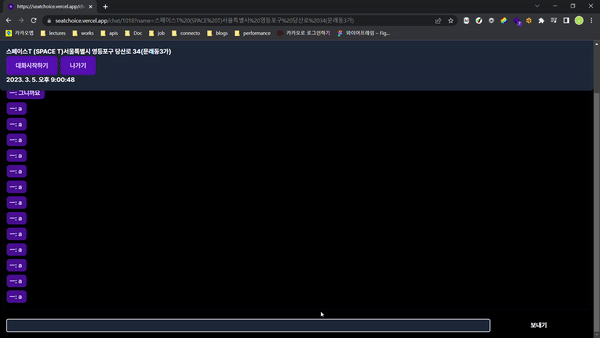 https://seatchoice.vercel.app/ch
seatchoice.vercel.app/chat/1018?name=스페이스T%20(SPACE%20T)서울특별시%20영등포구%20당산로%2034(문래동3가)
카카오맵 lectures works apis Doc job connecto blogs performance 카카오로 로그인하기 와이어프레임 – Fig...
스페이스T (SPACE T)서울특별시 영등포구 당산로 34(문래동3가)
대화시작하기 나가기
2023. 3. 5. 오후 9:00:48
ㅡ: 그니까요
ㅡ: a
ㅡ: a
ㅡ: a
ㅡ: a
ㅡ: a
ㅡ: a
ㅡ: a
ㅡ: a
ㅡ: a
ㅡ: a
ㅡ: a
ㅡ: a
ㅡ: a
보내기